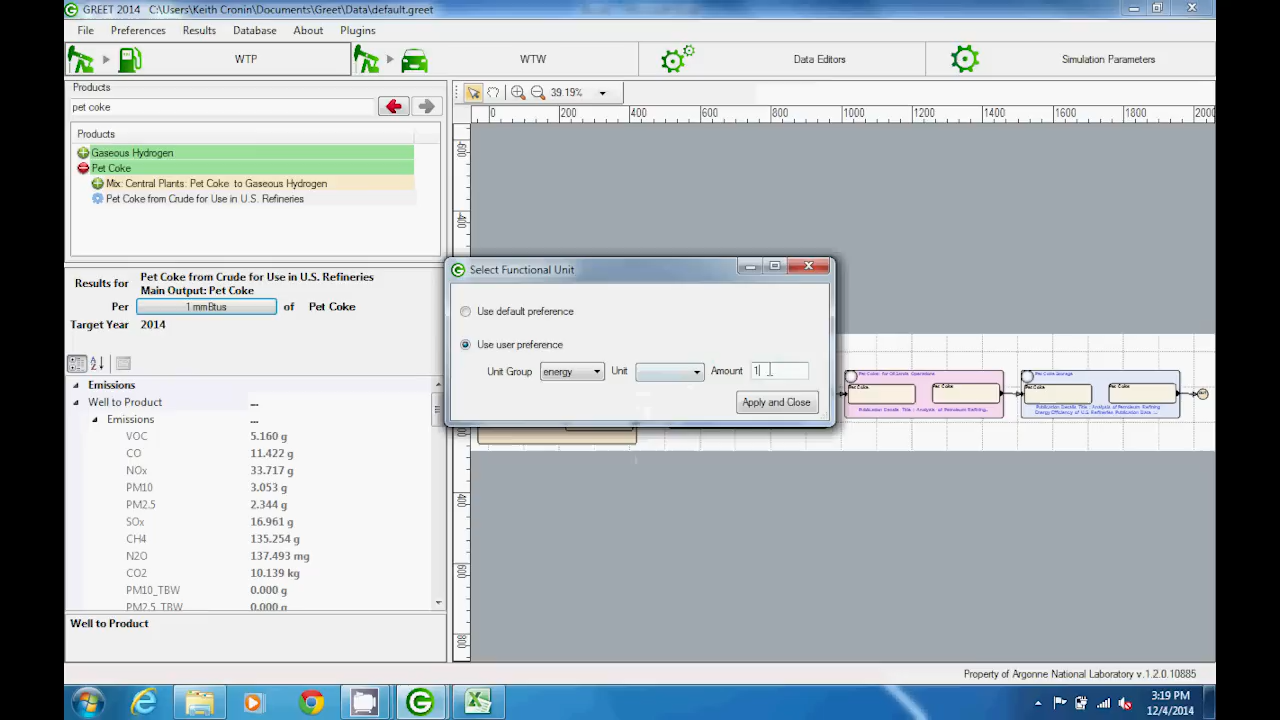 GREET 2014 C:\Users\Keith Cronin\Documents\Greet\Data\default.greet
File Preferences Results Database About Plugins
WTP WTW Data Editors Simulation Parameters
Products
pet coke
39.19%
0 200 400 600 800 1000 1200 1400 1600 1800 2000
Products
Gaseous Hydrogen
Pet Coke
Mix: Central Plants: Pet Coke to Gaseous Hydrogen
Pet Coke from Crude for Use in U.S. Refineries
Results for Pet Coke from Crude for Use in U.S. Refineries
Main Output: Pet Coke
Per 1 mmBtus of Pet Coke
Target Year 2014
Select Functional Unit
Use default preference
Use user preference
Unit Group energy Unit Amount 1
Apply and Close
Pet Coke
Pet Coke
Pet Coke Storage
Pet Coke
Pet Coke
Emissions
Well to Product ...
Emissions ...
VOC 5.160 g
CO 11.422 g
NOx 33.717 g
PM10 3.053 g
PM2.5 2.344 g
SOx 16.961 g
CH4 135.254 g
N2O 137.493 mg
CO2 10.139 kg
PM10_TBW 0.000 g
PM2.5_TBW 0.000 g
Well to Product
600
400
400
600
800
Property of Argonne National Laboratory v.1.2.0.10885
3:19 PM
12/4/2014